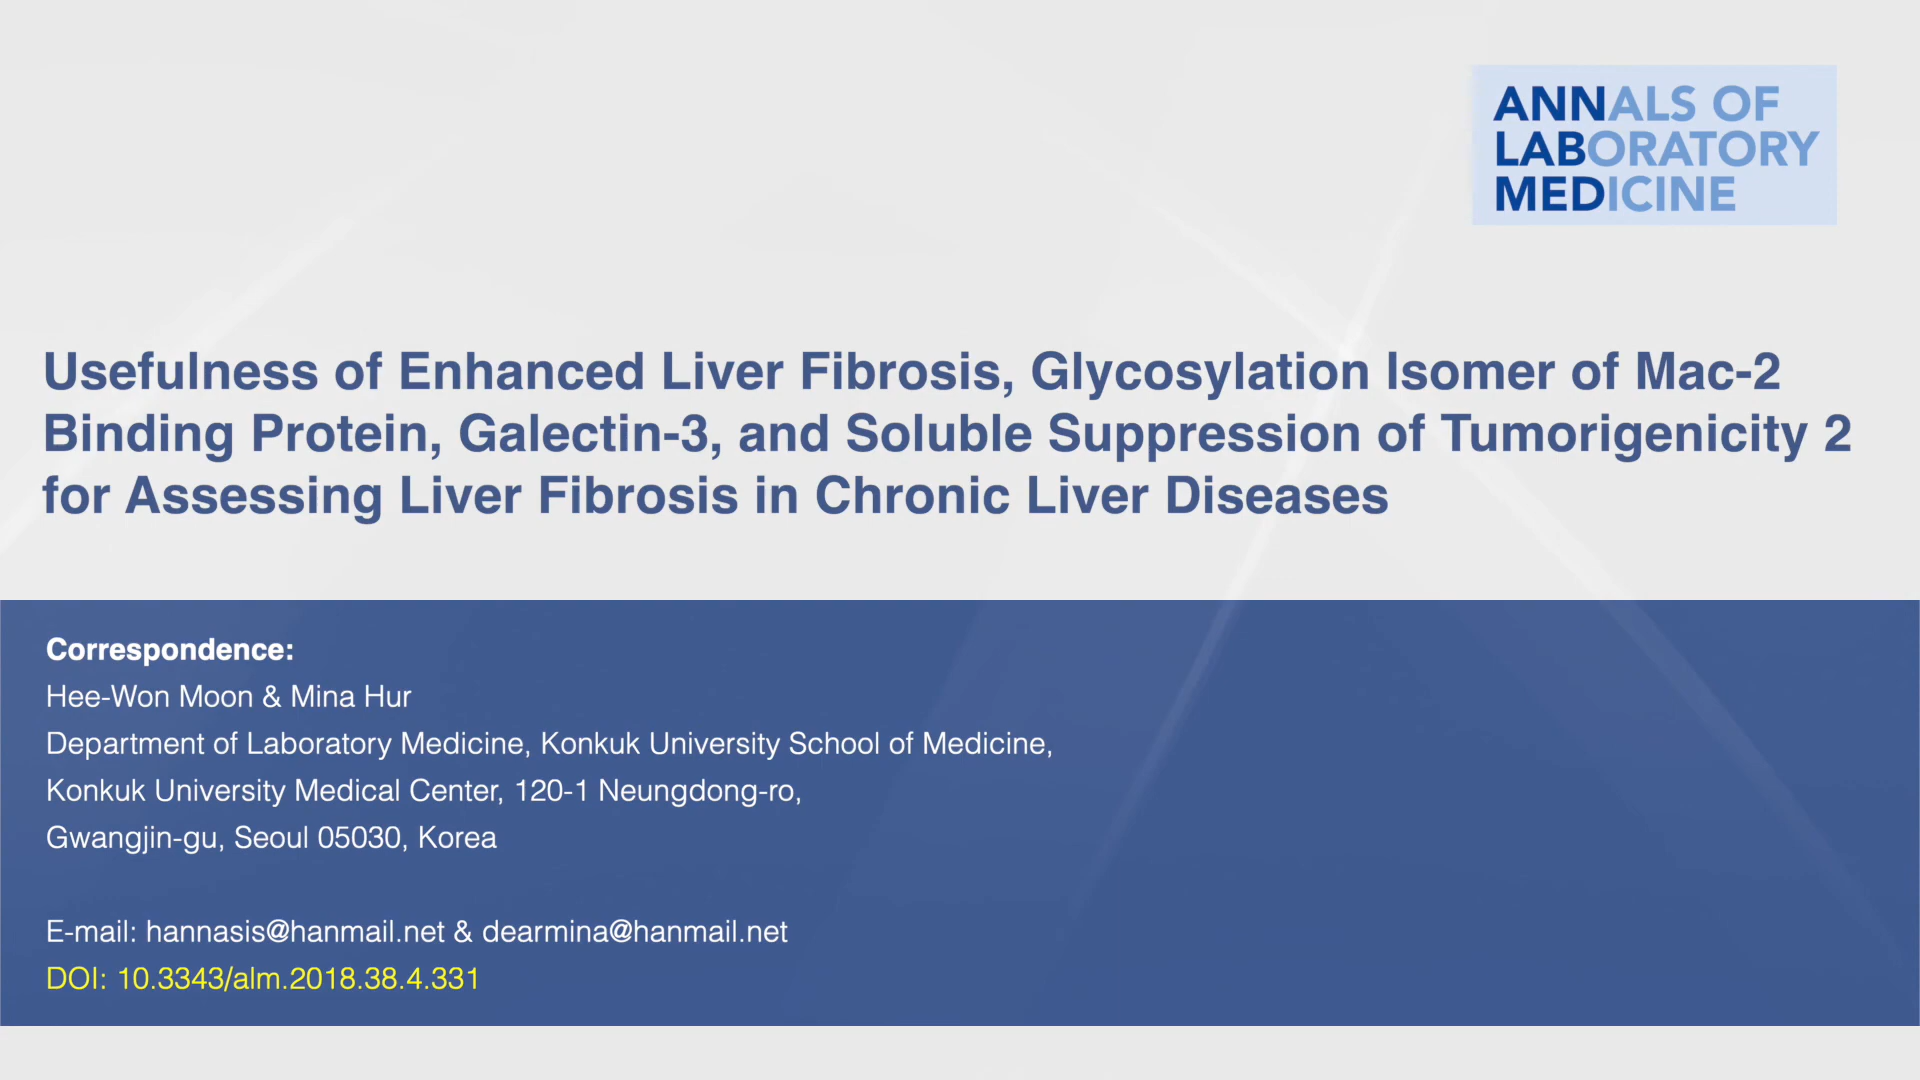 ANNALS OF
LABORATORY
MEDICINE
Usefulness of Enhanced Liver Fibrosis, Glycosylation Isomer of Mac-2
Binding Protein, Galectin-3, and Soluble Suppression of Tumorigenicity 2
for Assessing Liver Fibrosis in Chronic Liver Diseases
Correspondence:
Hee-Won Moon & Mina Hur
Department of Laboratory Medicine, Konkuk University School of Medicine,
Konkuk University Medical Center, 120-1 Neungdong-ro,
Gwangjin-gu, Seoul 05030, Korea
E-mail: hannasis@hanmail.net & dearmina@hanmail.net
DOI: 10.3343/alm.2018.38.4.331